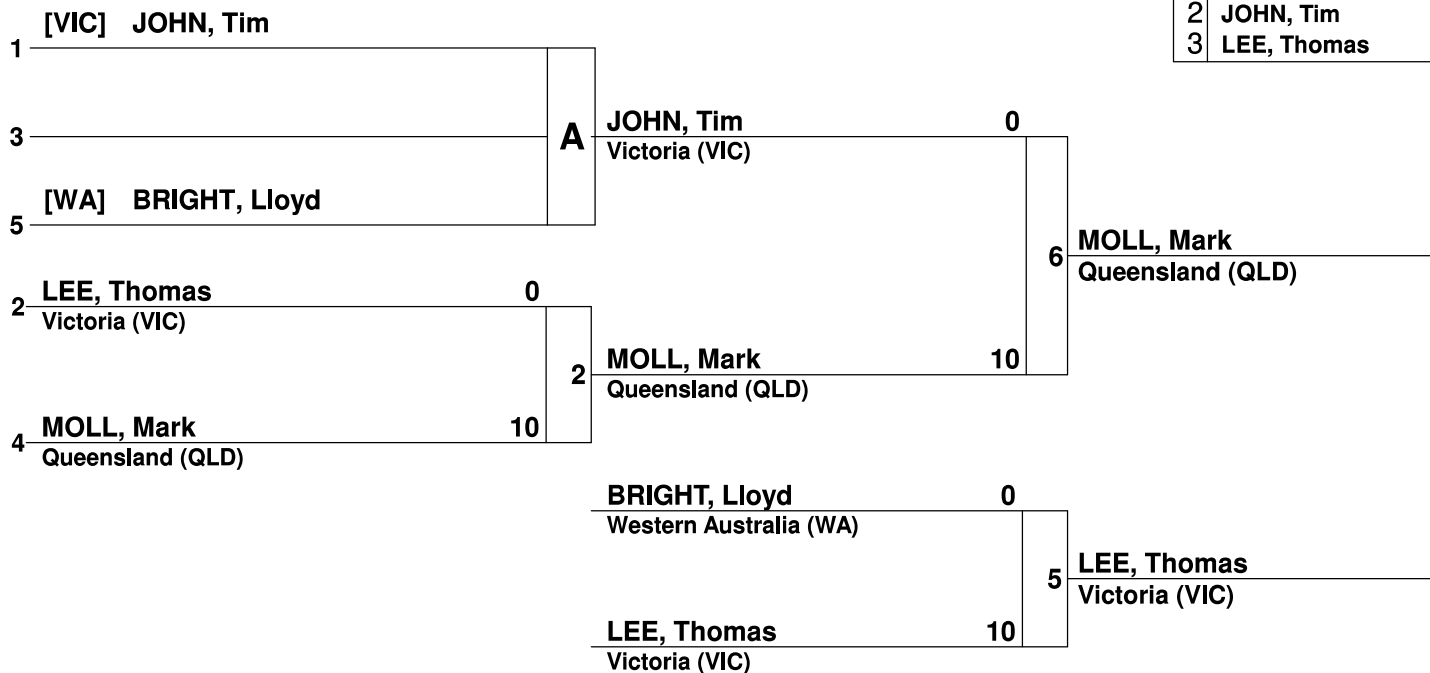 [VIC] JOHN, Tim
1
2 JOHN, Tim
3 LEE, Thomas
3
A
JOHN, Tim 0
Victoria (VIC)
[WA] BRIGHT, Lloyd
5
6
MOLL, Mark
Queensland (QLD)
2
LEE, Thomas 0
Victoria (VIC)
2
MOLL, Mark 10
Queensland (QLD)
4
MOLL, Mark 10
Queensland (QLD)
BRIGHT, Lloyd 0
Western Australia (WA)
5
LEE, Thomas
Victoria (VIC)
LEE, Thomas 10
Victoria (VIC)